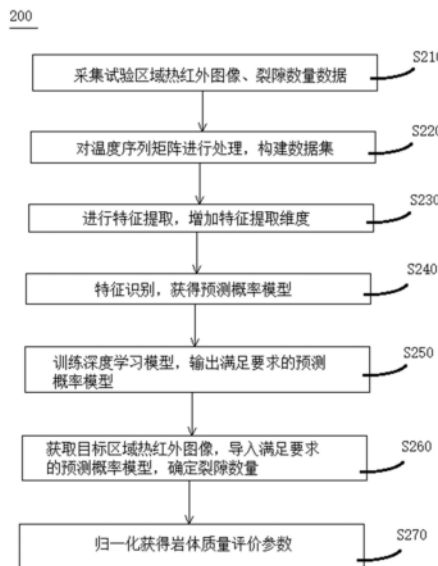 200
S210
采集试验区域热红外图像、裂隙数量数据
S220
对温度序列矩阵进行处理，构建数据集
S230
进行特征提取，增加特征提取维度
S240
特征识别，获得预测概率模型
S250
训练深度学习模型，输出满足要求的预测
概率模型
S260
获取目标区域热红外图像，导入满足要求
的预测概率模型，确定裂隙数量
S270
归一化获得岩体质量评价参数